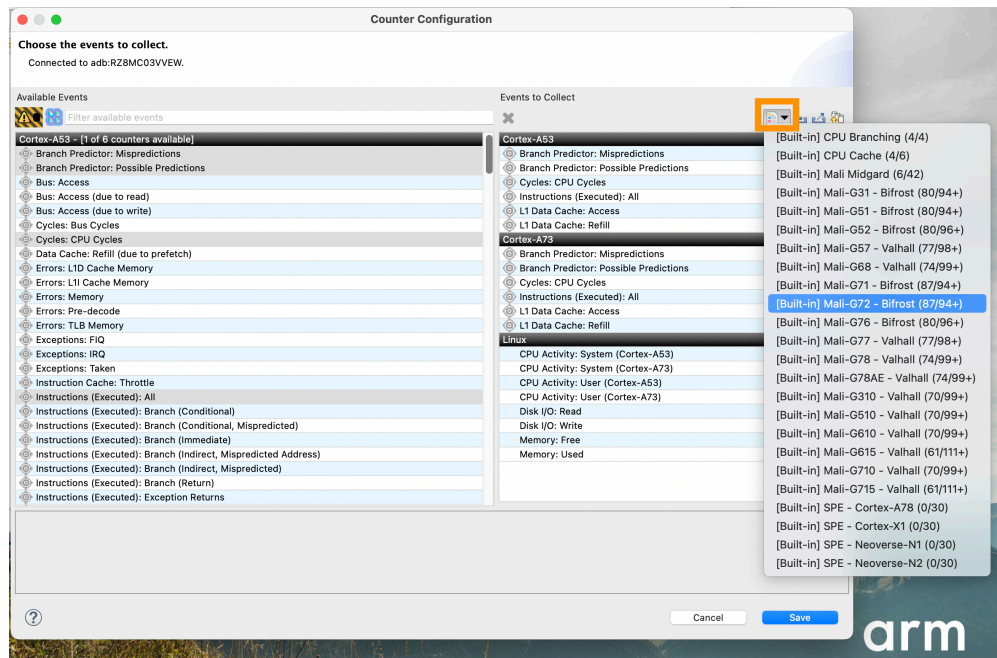 Counter Configuration
Choose the events to collect.
Connected to adb:RZ8MC03VVEW.
Available Events
Filter available events
Cortex-A53 - [1 of 6 counters available]
Branch Predictor: Mispredictions
Branch Predictor: Possible Predictions
Bus: Access
Bus: Access (due to read)
Bus: Access (due to write)
Cycles: Bus Cycles
Cycles: CPU Cycles
Data Cache: Refill (due to prefetch)
Errors: L1D Cache Memory
Errors: L1I Cache Memory
Errors: Memory
Errors: Pre-decode
Errors: TLB Memory
Exceptions: FIQ
Exceptions: IRQ
Exceptions: Taken
Instruction Cache: Throttle
Instructions (Executed): All
Instructions (Executed): Branch (Conditional)
Instructions (Executed): Branch (Conditional, Mispredicted)
Instructions (Executed): Branch (Immediate)
Instructions (Executed): Branch (Indirect, Mispredicted Address)
Instructions (Executed): Branch (Indirect, Mispredicted)
Instructions (Executed): Branch (Return)
Instructions (Executed): Exception Returns
Events to Collect
Cortex-A53
Branch Predictor: Mispredictions
Branch Predictor: Possible Predictions
Cycles: CPU Cycles
Instructions (Executed): All
L1 Data Cache: Access
L1 Data Cache: Refill
Cortex-A73
Branch Predictor: Mispredictions
Branch Predictor: Possible Predictions
Cycles: CPU Cycles
Instructions (Executed): All
L1 Data Cache: Access
L1 Data Cache: Refill
Linux
CPU Activity: System (Cortex-A53)
CPU Activity: System (Cortex-A73)
CPU Activity: User (Cortex-A53)
CPU Activity: User (Cortex-A73)
Disk I/O: Read
Disk I/O: Write
Memory: Free
Memory: Used
[Built-in] CPU Branching (4/4)
[Built-in] CPU Cache (4/6)
[Built-in] Mali Midgard (6/42)
[Built-in] Mali-G31 - Bifrost (80/94+)
[Built-in] Mali-G51 - Bifrost (80/94+)
[Built-in] Mali-G52 - Bifrost (80/96+)
[Built-in] Mali-G57 - Valhall (77/98+)
[Built-in] Mali-G68 - Valhall (74/99+)
[Built-in] Mali-G71 - Bifrost (87/94+)
[Built-in] Mali-G72 - Bifrost (87/94+)
[Built-in] Mali-G76 - Bifrost (80/96+)
[Built-in] Mali-G77 - Valhall (77/98+)
[Built-in] Mali-G78 - Valhall (74/99+)
[Built-in] Mali-G78AE - Valhall (74/99+)
[Built-in] Mali-G310 - Valhall (70/99+)
[Built-in] Mali-G510 - Valhall (70/99+)
[Built-in] Mali-G610 - Valhall (70/99+)
[Built-in] Mali-G615 - Valhall (61/111+)
[Built-in] Mali-G710 - Valhall (70/99+)
[Built-in] Mali-G715 - Valhall (61/111+)
[Built-in] SPE - Cortex-A78 (0/30)
[Built-in] SPE - Cortex-X1 (0/30)
[Built-in] SPE - Neoverse-N1 (0/30)
[Built-in] SPE - Neoverse-N2 (0/30)
?
Cancel
Save
arm